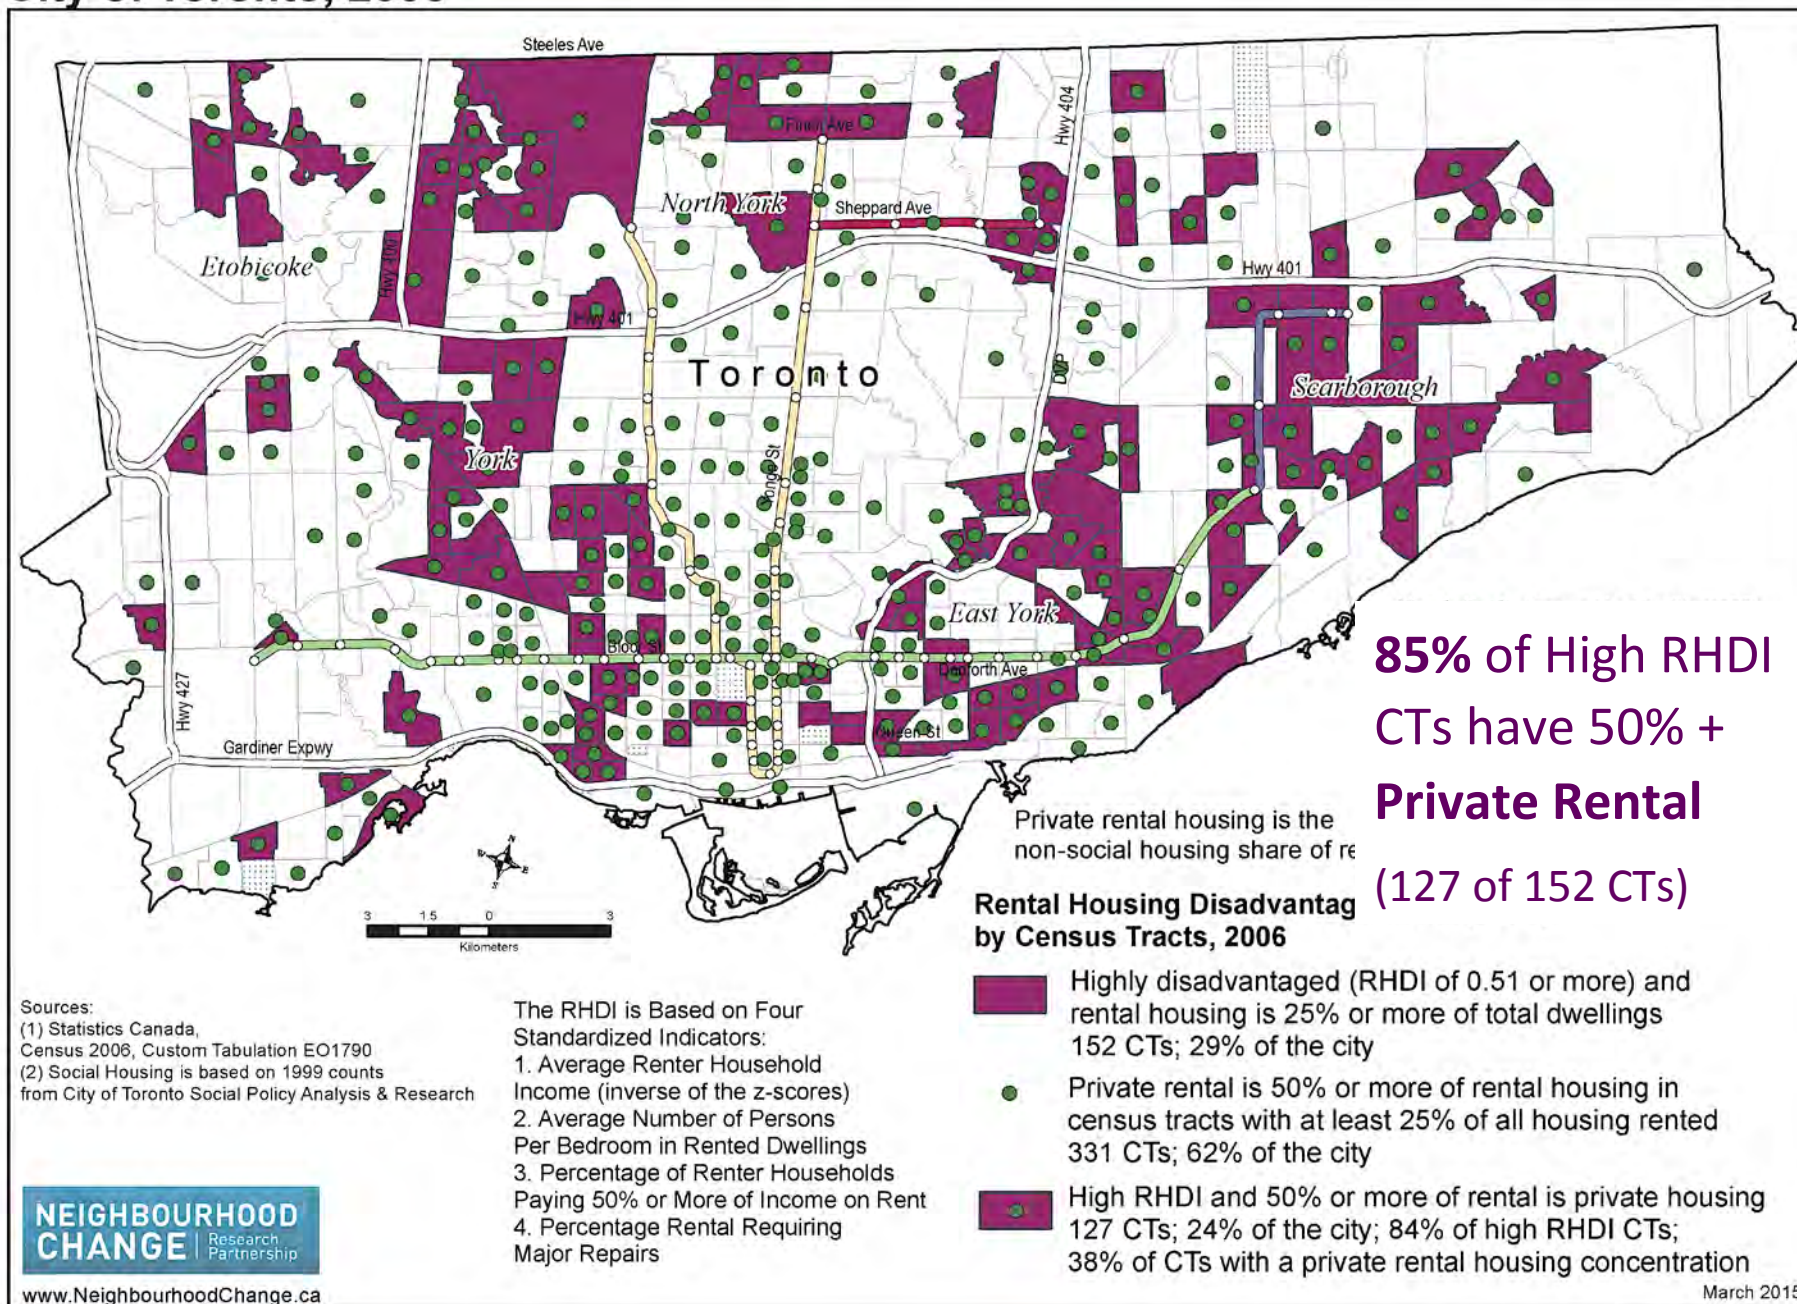 City of Toronto, 2006
Steeles Ave
Finch Ave
Hwy 404
North York
Sheppard Ave
Etobicoke
Hwy 400
Hwy 401
Hwy 401
Toronto
DVP
Scarborough
York
Yonge St
East York
Bloor St
Danforth Ave
Hwy 427
Gardiner Expwy
Queen St
85% of High RHDI
CTs have 50% +
Private Rental
(127 of 152 CTs)
N
W E
S
3 1.5 0 3
Kilometers
Private rental housing is the
non-social housing share of re
Rental Housing Disadvantag
by Census Tracts, 2006
Highly disadvantaged (RHDI of 0.51 or more) and
rental housing is 25% or more of total dwellings
152 CTs; 29% of the city
Private rental is 50% or more of rental housing in
census tracts with at least 25% of all housing rented
331 CTs; 62% of the city
High RHDI and 50% or more of rental is private housing
127 CTs; 24% of the city; 84% of high RHDI CTs;
38% of CTs with a private rental housing concentration
Sources:
(1) Statistics Canada,
Census 2006, Custom Tabulation EO1790
(2) Social Housing is based on 1999 counts
from City of Toronto Social Policy Analysis & Research
The RHDI is Based on Four
Standardized Indicators:
1. Average Renter Household
Income (inverse of the z-scores)
2. Average Number of Persons
Per Bedroom in Rented Dwellings
3. Percentage of Renter Households
Paying 50% or More of Income on Rent
4. Percentage Rental Requiring
Major Repairs
NEIGHBOURHOOD
CHANGE Research
Partnership
www.NeighbourhoodChange.ca
March 2015